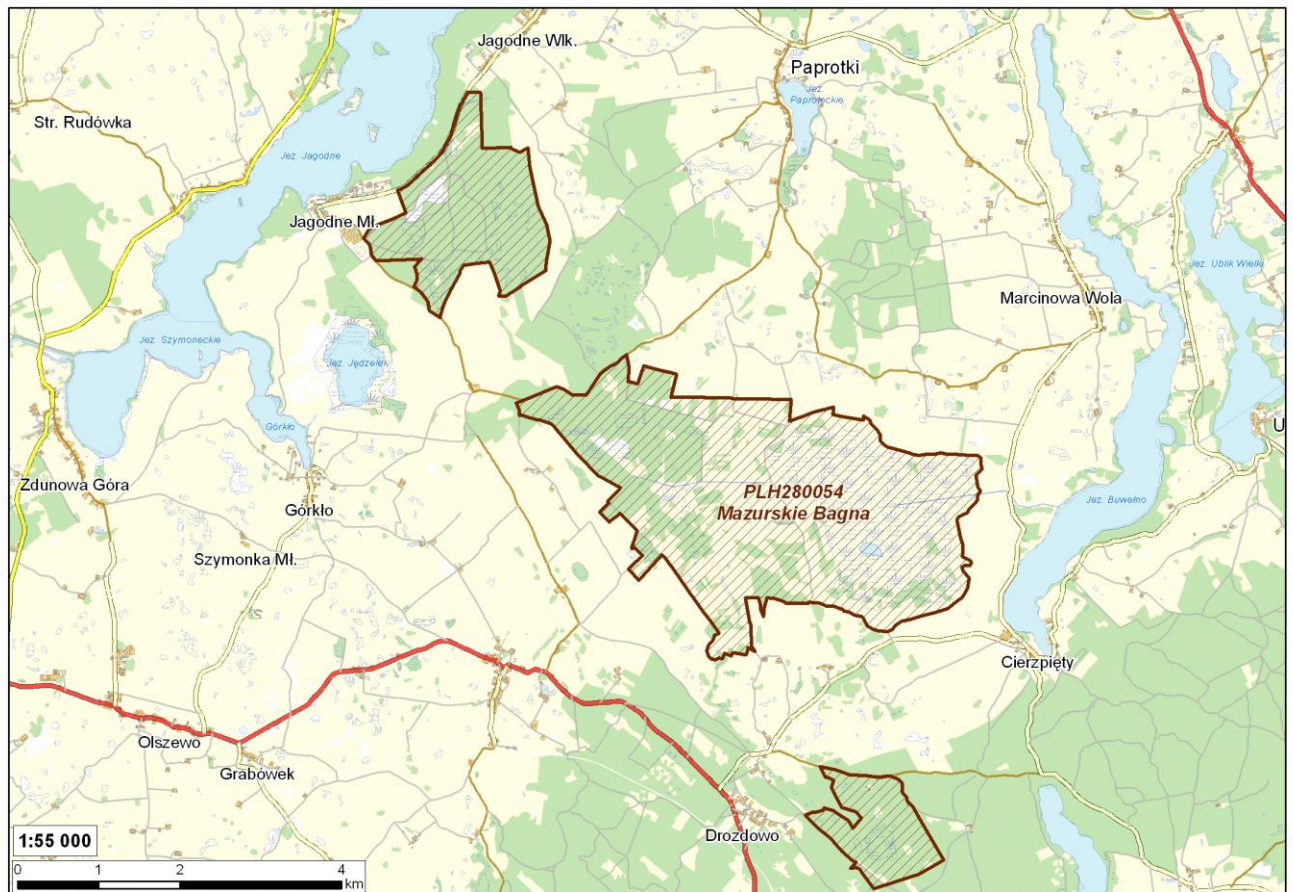 Jagodne Wlk.
Paprotki
Jez.
Paproteckie
Str. Rudówka
Jez. Jagodne
Jagodne Mł.
Jez. Ublik Wielki
Marcinowa Wola
Jez. Szymoneckie
Jez. Jędzelek
Górkło
U
Zdunowa Góra
PLH280054
Mazurskie Bagna
Jez. Buwełno
Górkło
Szymonka Mł.
Cierzpięty
Olszewo
Grabówek
Drozdowo
1:55 000
0 1 2 4
km